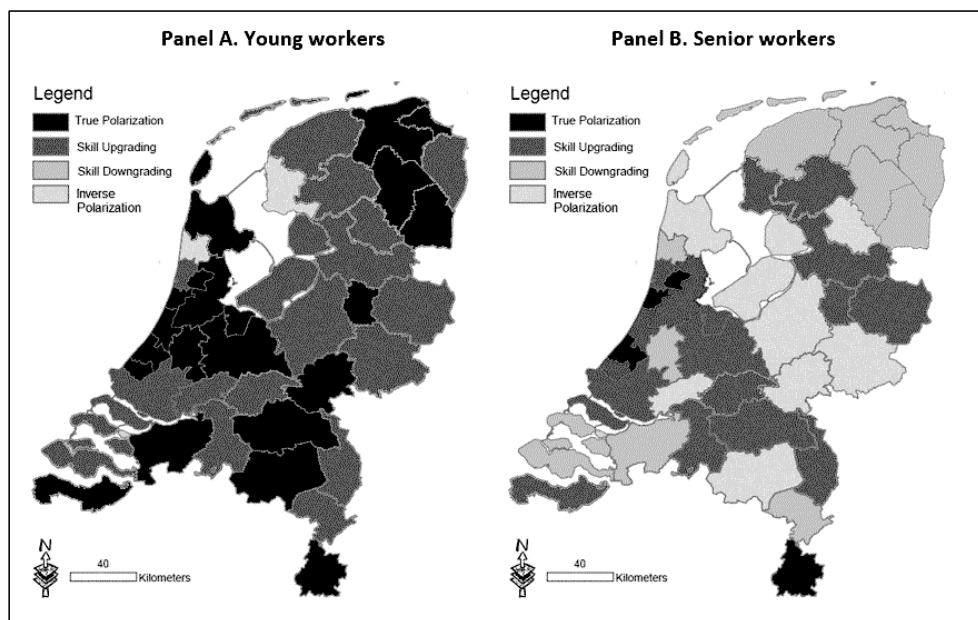 Panel A. Young workers
Legend
True Polarization
Skill Upgrading
Skill Downgrading
Inverse
Polarization
N
40
Kilometers
Panel B. Senior workers
Legend
True Polarization
Skill Upgrading
Skill Downgrading
Inverse
Polarization
N
40
Kilometers